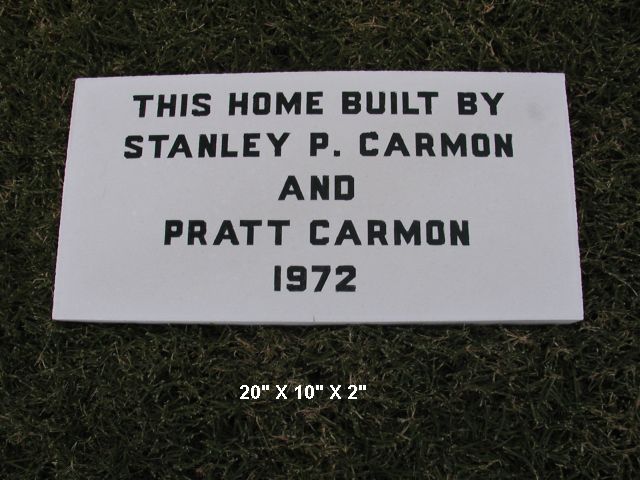 THIS HOME BUILT BY
STANLEY P. CARMON
AND
PRATT CARMON
1972
20" X 10" X 2"